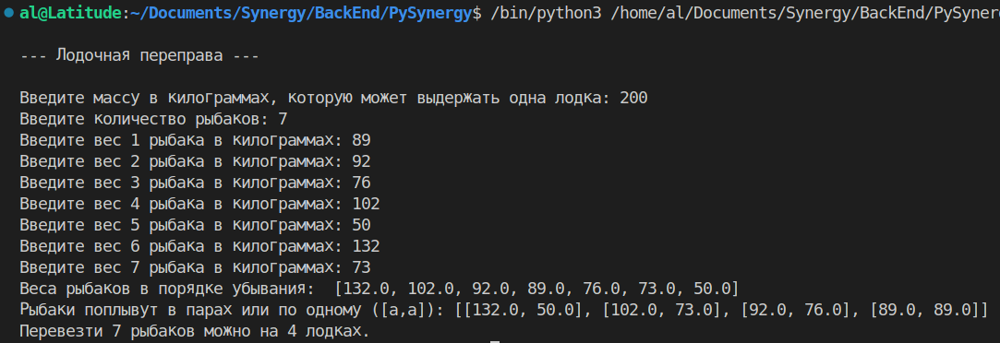 al@Latitude:~/Documents/Synergy/BackEnd/PySynergy$ /bin/python3 /home/al/Documents/Synergy/BackEnd/PySyner
--- Лодочная переправа ---
Введите массу в килограммах, которую может выдержать одна лодка: 200
Введите количество рыбаков: 7
Введите вес 1 рыбака в килограммах: 89
Введите вес 2 рыбака в килограммах: 92
Введите вес 3 рыбака в килограммах: 76
Введите вес 4 рыбака в килограммах: 102
Введите вес 5 рыбака в килограммах: 50
Введите вес 6 рыбака в килограммах: 132
Введите вес 7 рыбака в килограммах: 73
Веса рыбаков в порядке убывания:  [132.0, 102.0, 92.0, 89.0, 76.0, 73.0, 50.0]
Рыбаки поплывут в парах или по одному ([a,a]): [[132.0, 50.0], [102.0, 73.0], [92.0, 76.0], [89.0, 89.0]]
Перевезти 7 рыбаков можно на 4 лодках.